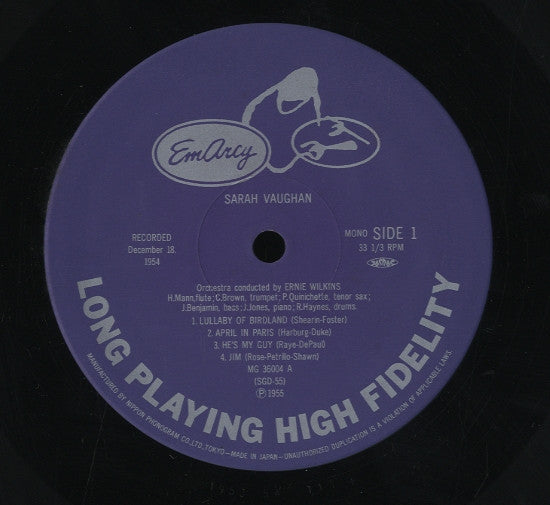 EmArcy
SARAH VAUGHAN
RECORDED
December 18.
1954
MONO SIDE 1
33 1/3 RPM
Orchestra conducted by ERNIE WILKINS
H.Mann,flute; C.Brown, trumpet; P.Quinichette, tenor sax;
J.Benjamin, bass; J.Jones, piano; R.Haynes, drums.
1. LULLABY OF BIRDLAND (Shearin-Foster)
2. APRIL IN PARIS (Harburg-Duke)
3. HE'S MY GUY (Raye-DePaul)
4. JIM (Rose-Petrillo-Shawn)
MG 36004 A
(SGD-55)
Ⓟ1955
LONG PLAYING HIGH FIDELITY
MANUFACTURED BY NIPPON PHONOGRAM CO.,LTD.,TOKYO—MADE IN JAPAN—UNAUTHORIZED DUPLICATION IS A VIOLATION OF APPLICABLE LAWS.